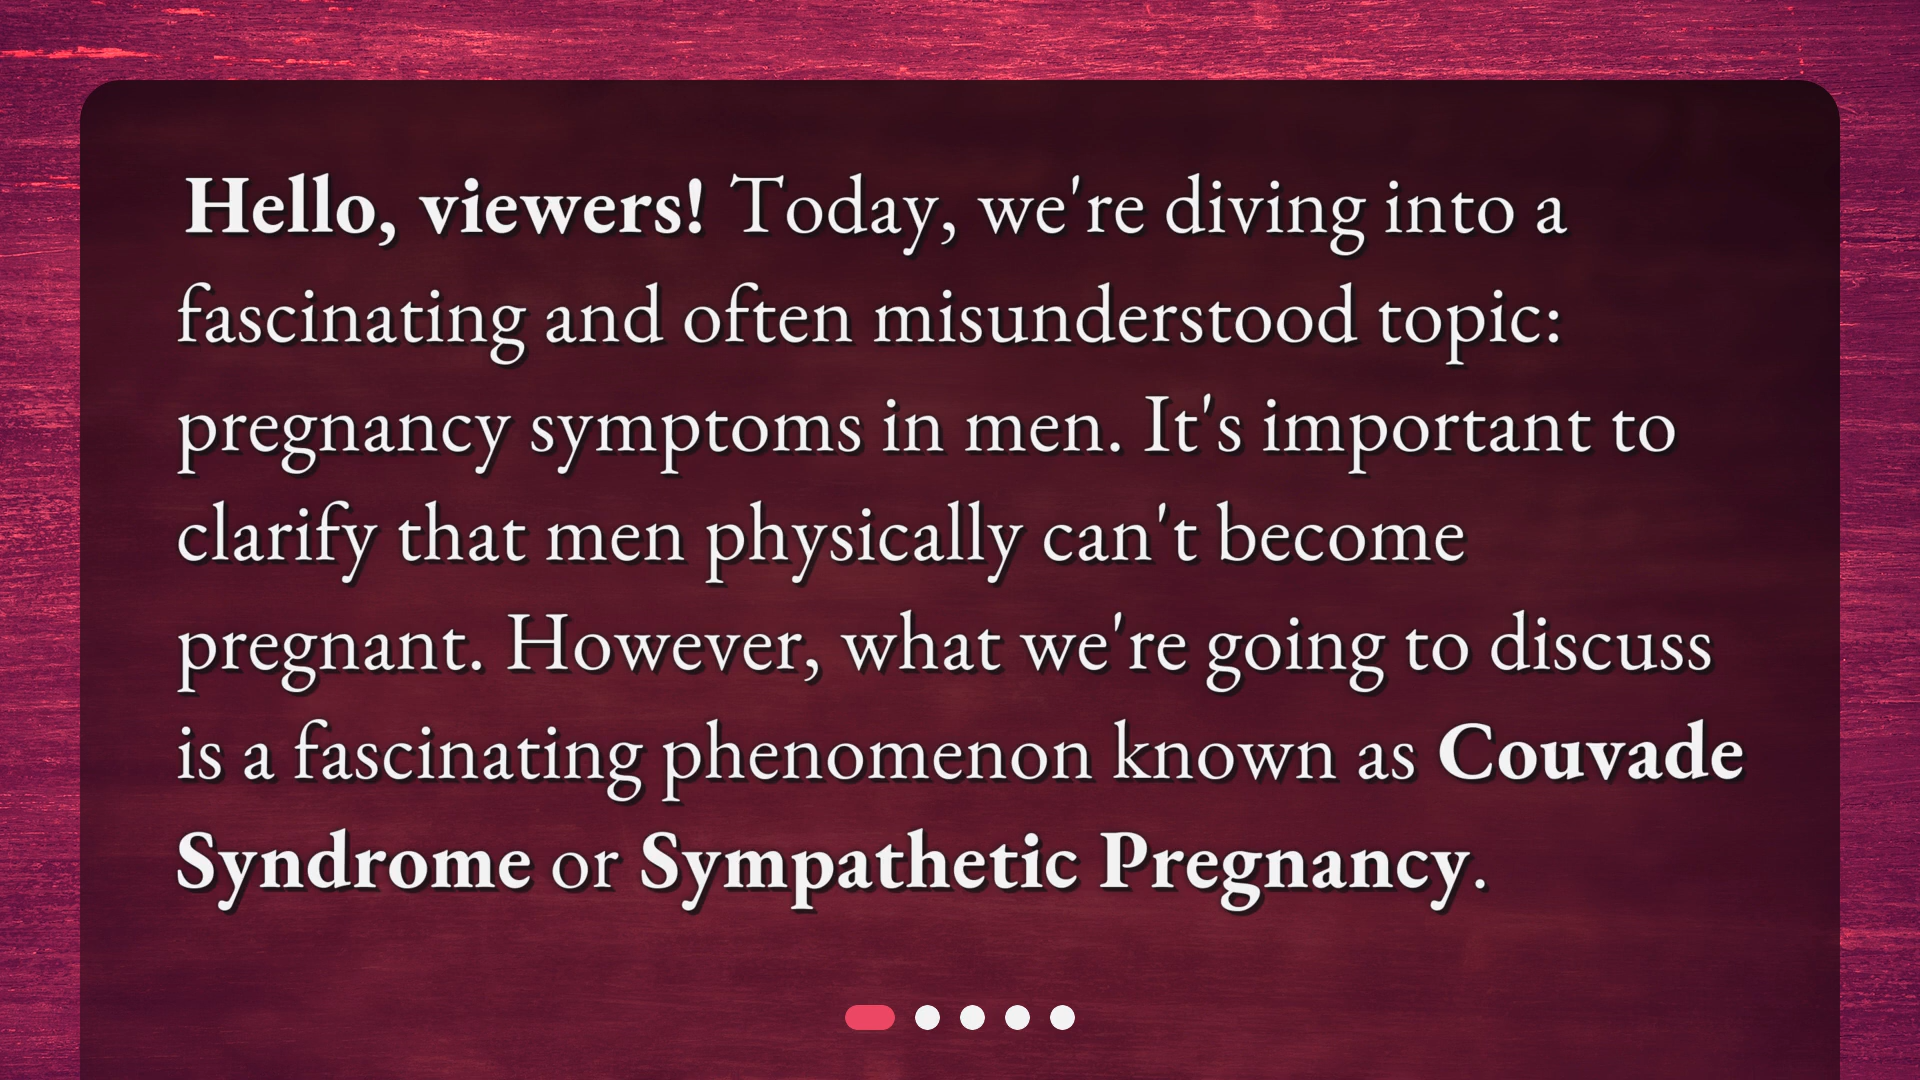 Hello, viewers! Today, we're diving into a
fascinating and often misunderstood topic:
pregnancy symptoms in men. It's important to
clarify that men physically can't become
pregnant. However, what we're going to discuss
is a fascinating phenomenon known as Couvade
Syndrome or Sympathetic Pregnancy.